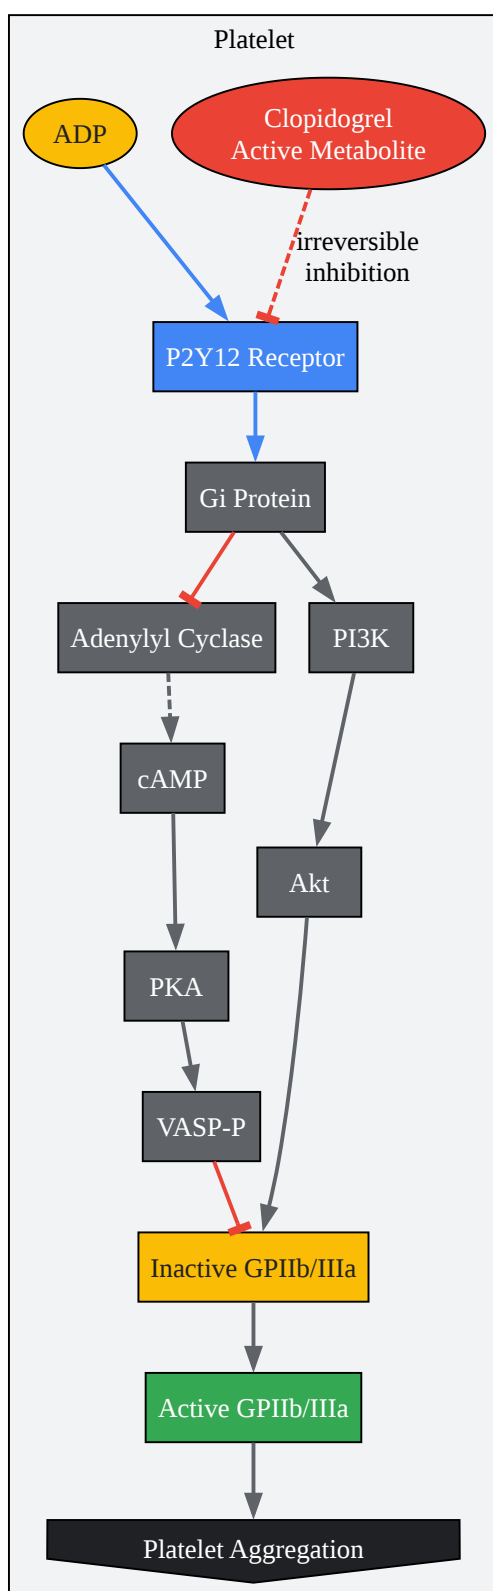 Platelet
ADP
Clopidogrel
Active Metabolite
irreversible
inhibition
P2Y12 Receptor
Gi Protein
Adenylyl Cyclase
PI3K
cAMP
Akt
PKA
VASP-P
Inactive GPIIb/IIIa
Active GPIIb/IIIa
Platelet Aggregation